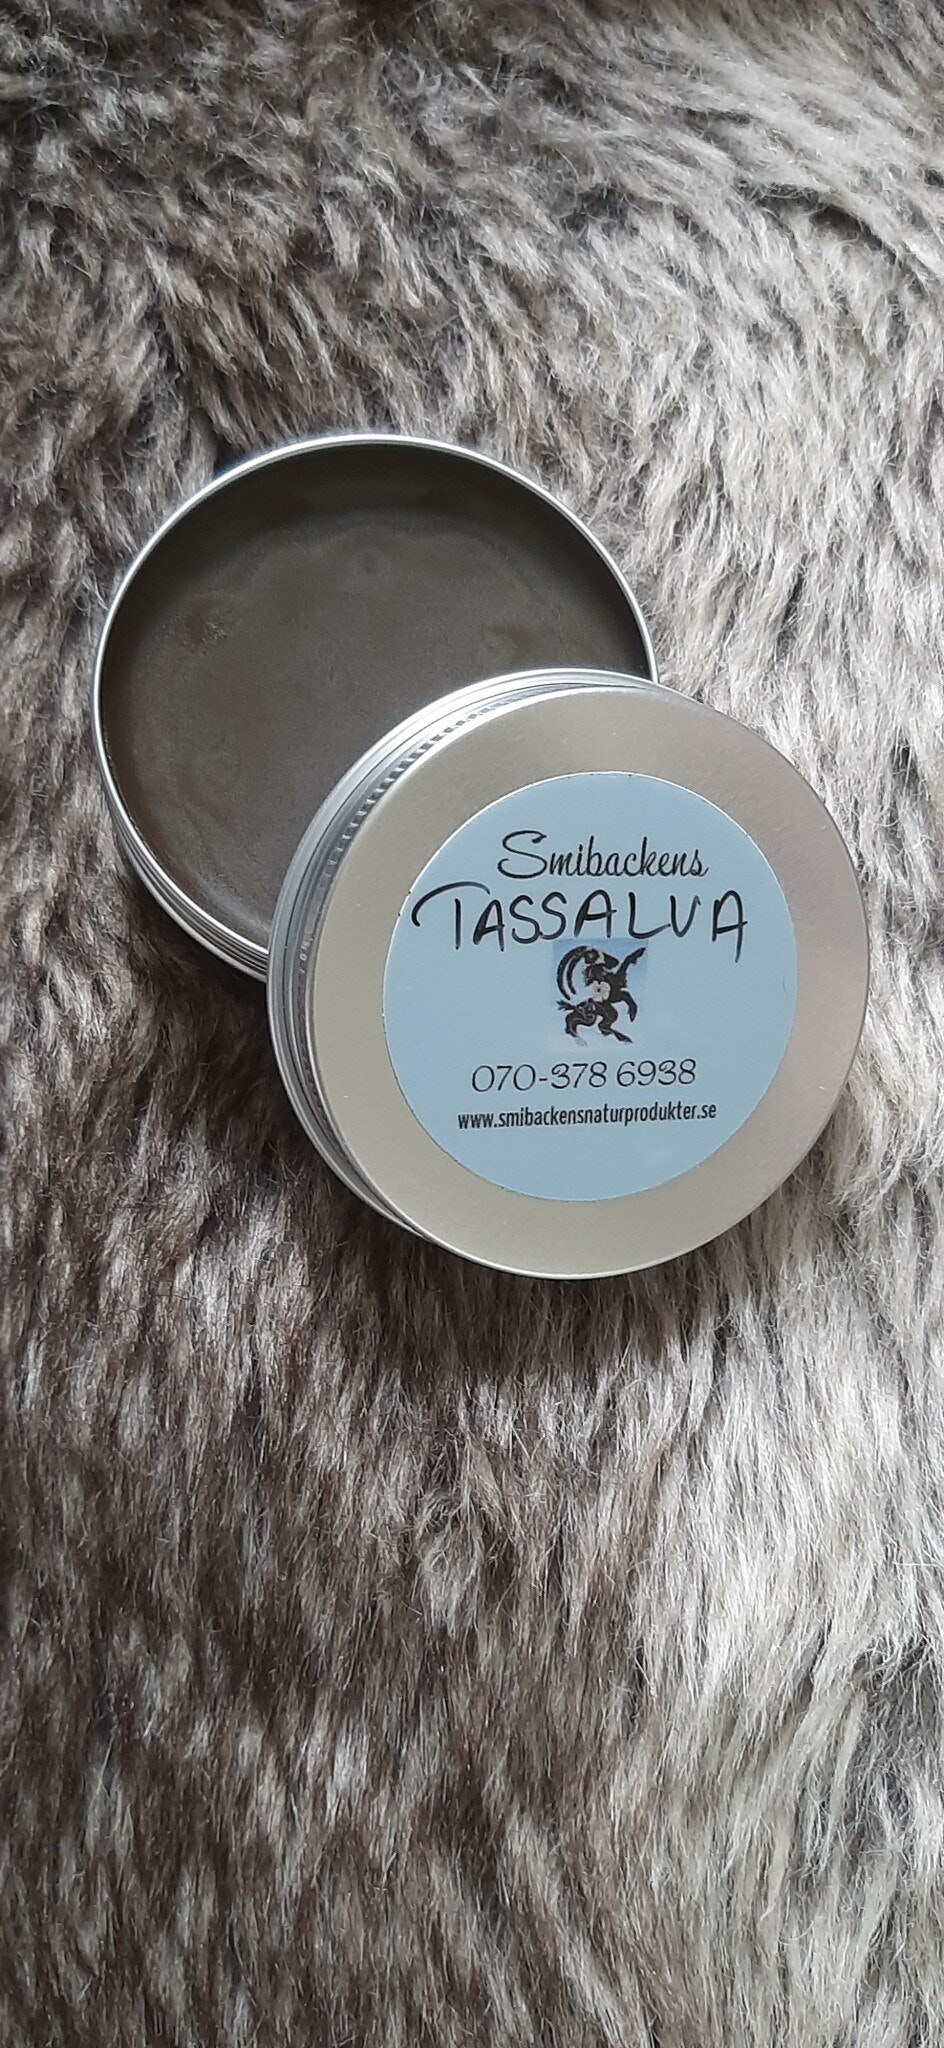 Smibackens
TASSALVA
070-378 6938
www.smibackensnaturprodukter.se